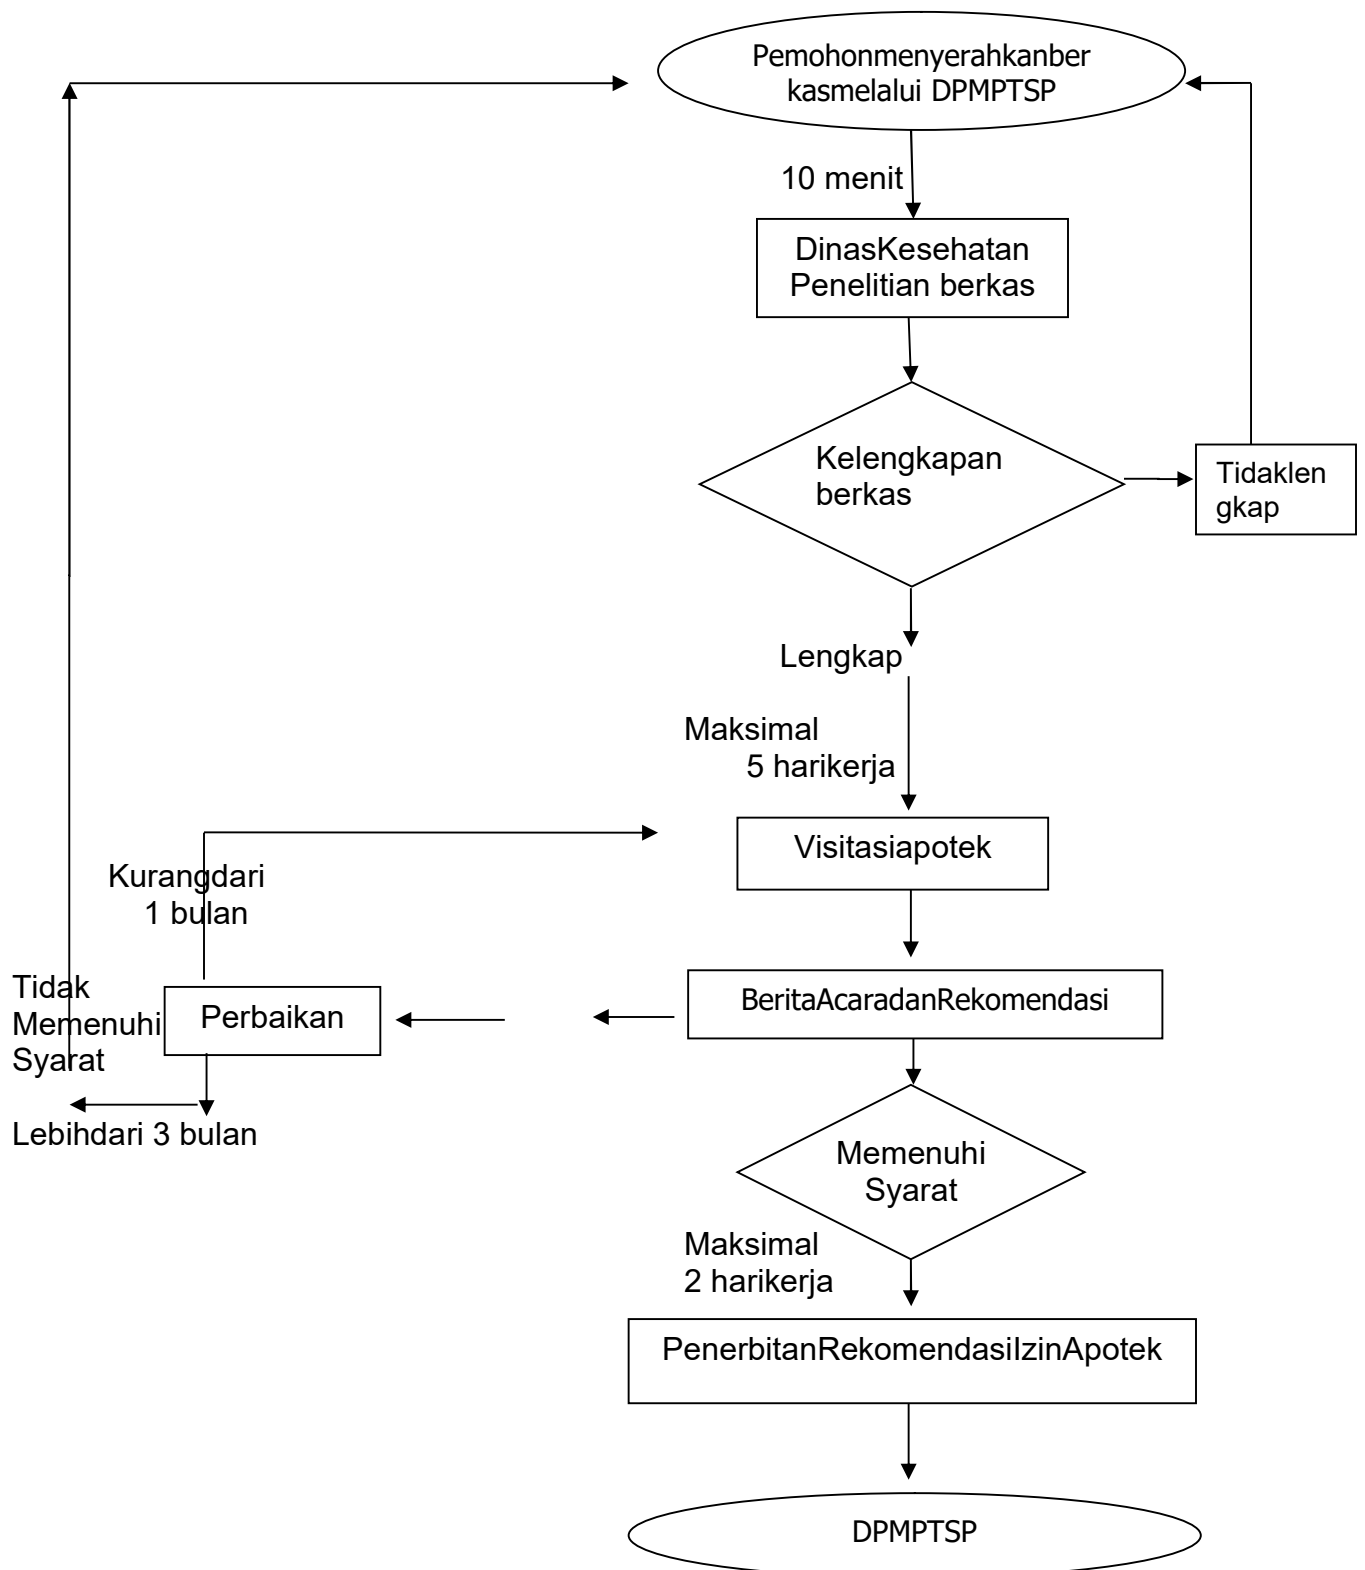 Pemohonmenyerahkanber
kasmelalui DPMPTSP
10 menit
DinasKesehatan
Penelitian berkas
Kelengkapan
berkas
Tidaklen
gkap
Lengkap
Maksimal
5 harikerja
Visitasiapotek
Kurangdari
1 bulan
Tidak
Memenuhi
Syarat
Perbaikan
BeritaAcaradanRekomendasi
Lebihdari 3 bulan
Memenuhi
Syarat
Maksimal
2 harikerja
PenerbitanRekomendasiIzinApotek
DPMPTSP